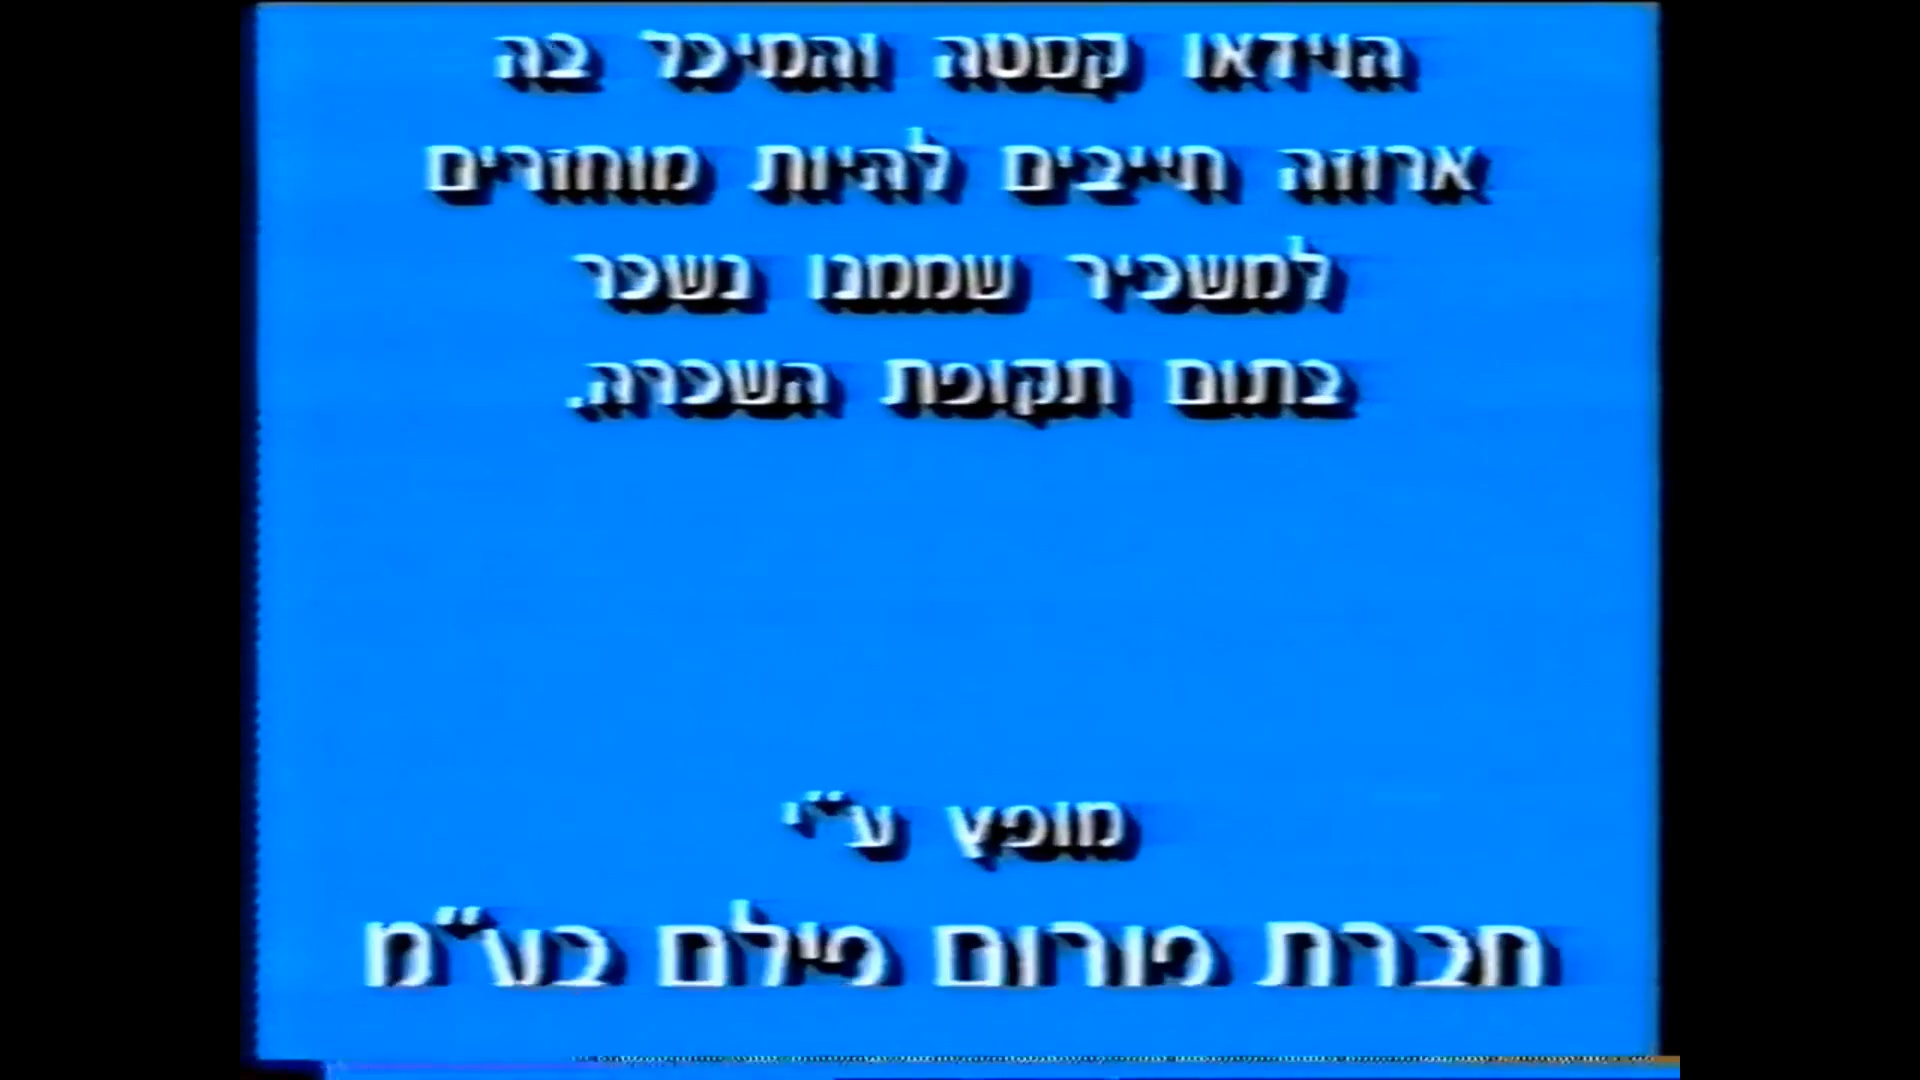 הוידאו קסטה והמיכל בה
ארוזה חייבים להיות מוחזרים
למשכיר שממנו נשכר
בתום תקופת השכרה.
מופץ ע״י
חברת פורום פילם בע״מ